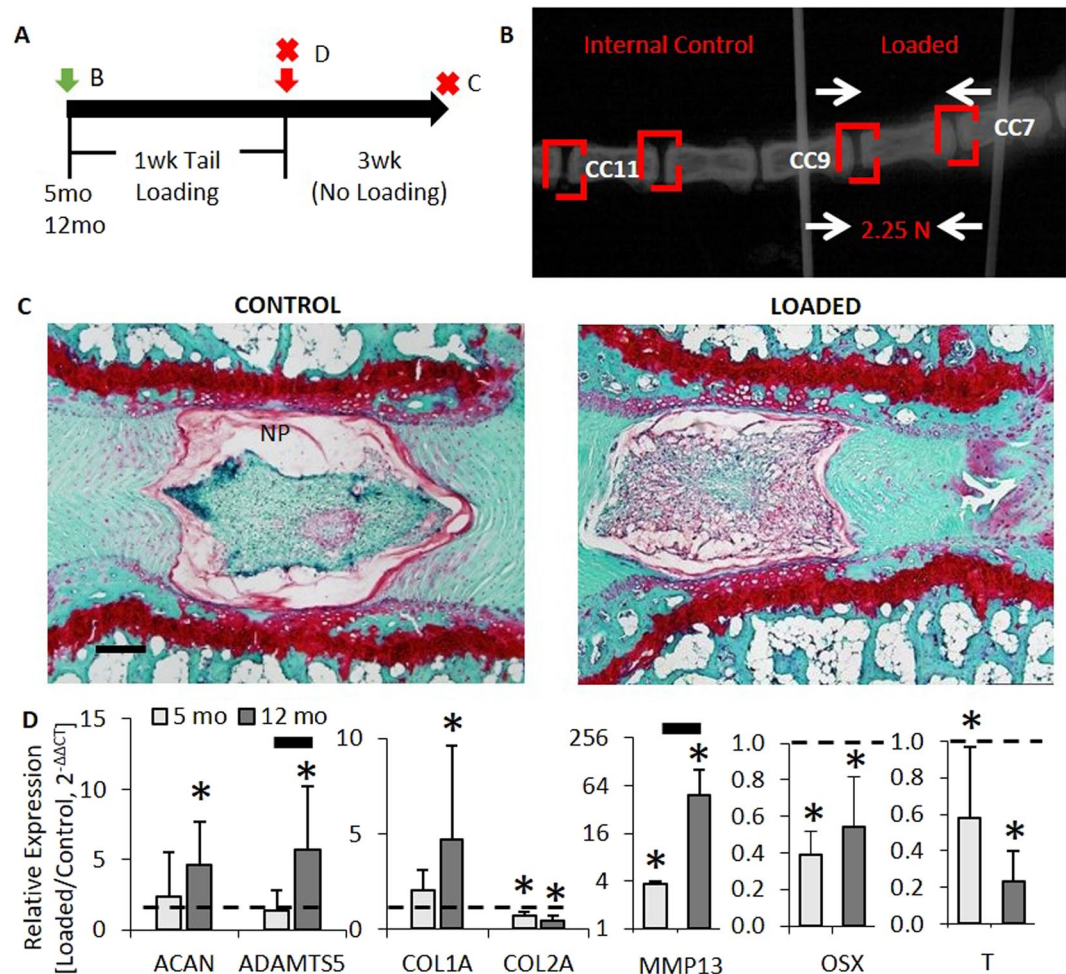 A
B
D
C
1wk Tail
Loading
3wk
(No Loading)
5mo
12mo
B
Internal Control
Loaded
CC11
CC9
CC7
2.25 N
C
CONTROL
LOADED
NP
D
Relative Expression
[Loaded/Control, 2^-ΔΔCT]
5 mo
12 mo
15
10
5
0
*
*
ACAN
ADAMTS5
10
5
0
*
*
*
COL1A
COL2A
256
64
16
4
1
*
*
MMP13
1.0
0.8
0.6
0.4
0.2
0.0
*
*
OSX
1.0
0.8
0.6
0.4
0.2
0.0
*
*
T